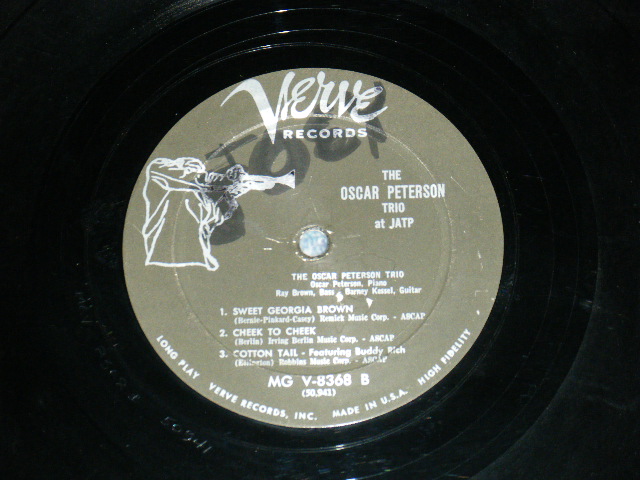 Verve
RECORDS
THE
OSCAR PETERSON
TRIO
at JATP
THE OSCAR PETERSON TRIO
Oscar Peterson, Piano
Ray Brown, Bass - Barney Kessel, Guitar
1. SWEET GEORGIA BROWN
(Bernie-Pinkard-Casey) Remick Music Corp. - ASCAP
2. CHEEK TO CHEEK
(Berlin) Irving Berlin Music Corp. - ASCAP
3. COTTON TAIL - Featuring Buddy Rich
(Ellington) Robbins Music Corp. - ASCAP
MG V-8368 B
(50,941)
LONG PLAY VERVE RECORDS, INC. MADE IN U.S.A. HIGH FIDELITY